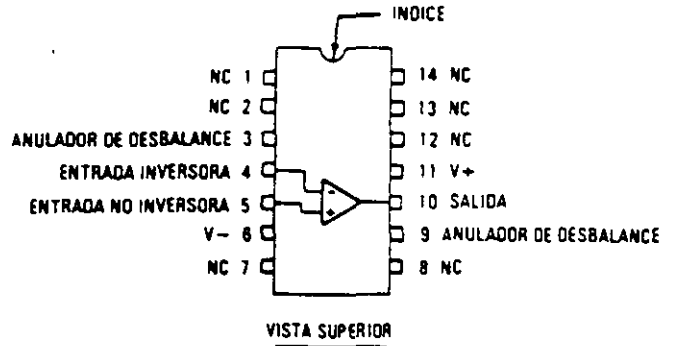 INDICE
NC 1
14 NC
NC 2
13 NC
ANULADOR DE DESBALANCE 3
12 NC
ENTRADA INVERSORA 4
11 V+
ENTRADA NO INVERSORA 5
10 SALIDA
V- 6
9 ANULADOR DE DESBALANCE
NC 7
8 NC
-
+
VISTA SUPERIOR